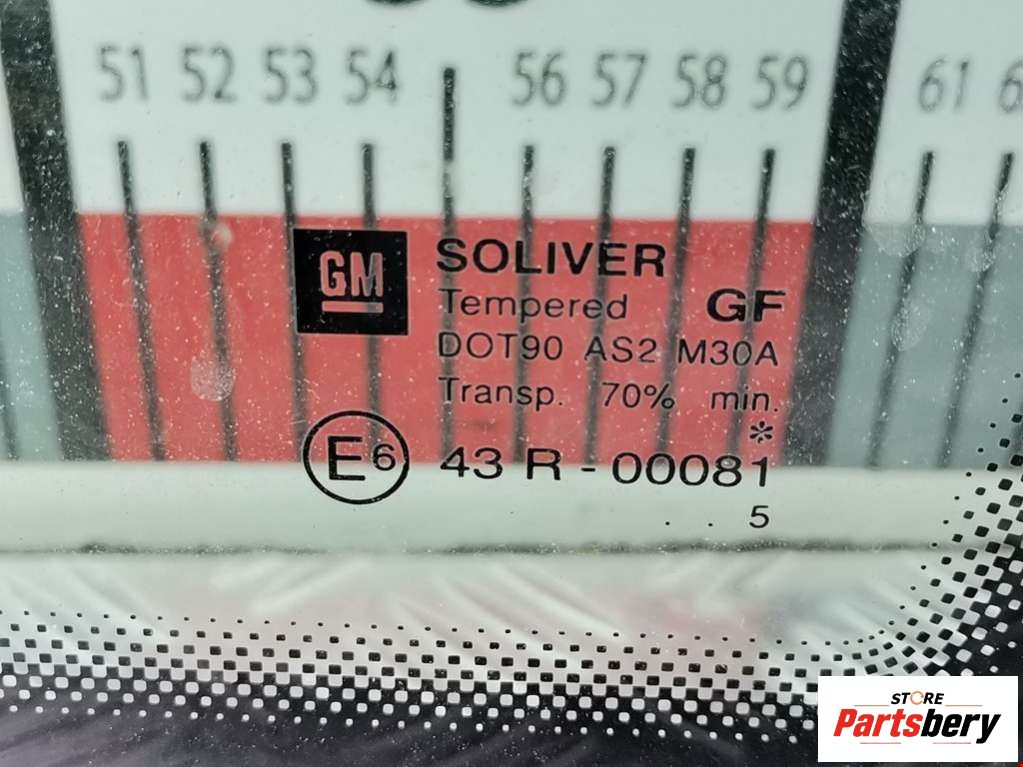 51 52 53 54 56 57 58 59 61
GM
SOLIVER
Tempered GF
DOT90 AS2 M30A
Transp. 70% min.
*
E6 43 R - 00081
. . 5
STORE
Partsbery